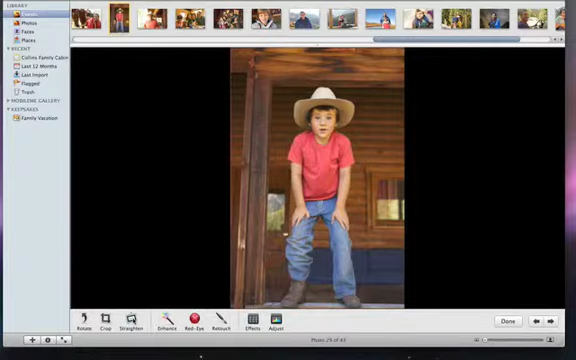 LIBRARY
Events
Photos
Faces
Places
RECENT
Collins Family Cabin
Last 12 Months
Last Import
Flagged
Trash
MOBILEME GALLERY
KEEPSAKES
Family Vacation
Rotate
Crop
Straighten
Enhance
Red-Eye
Retouch
Effects
Adjust
Done
Photo 29 of 43